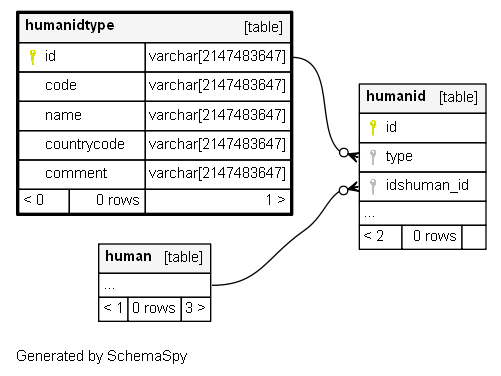 humanidtype [table]
id varchar[2147483647]
code varchar[2147483647]
name varchar[2147483647]
countrycode varchar[2147483647]
comment varchar[2147483647]
< 0 0 rows 1 >
humanid [table]
id
type
idshuman_id
...
< 2 0 rows
human [table]
...
< 1 0 rows 3 >
Generated by SchemaSpy